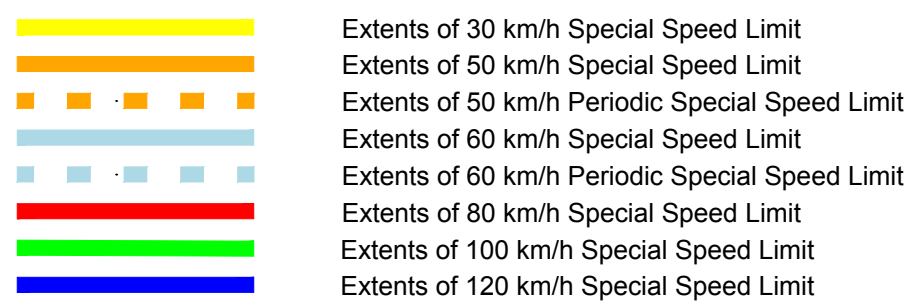 Extents of 30 km/h Special Speed Limit
Extents of 50 km/h Special Speed Limit
Extents of 50 km/h Periodic Special Speed Limit
Extents of 60 km/h Special Speed Limit
Extents of 60 km/h Periodic Special Speed Limit
Extents of 80 km/h Special Speed Limit
Extents of 100 km/h Special Speed Limit
Extents of 120 km/h Special Speed Limit